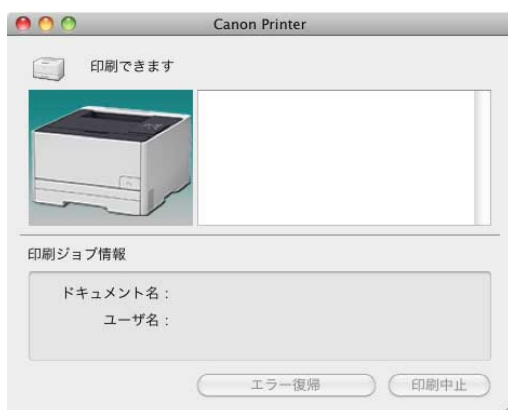 Canon Printer
印刷できます
印刷ジョブ情報
ドキュメント名：
ユーザ名：
エラー復帰
印刷中止